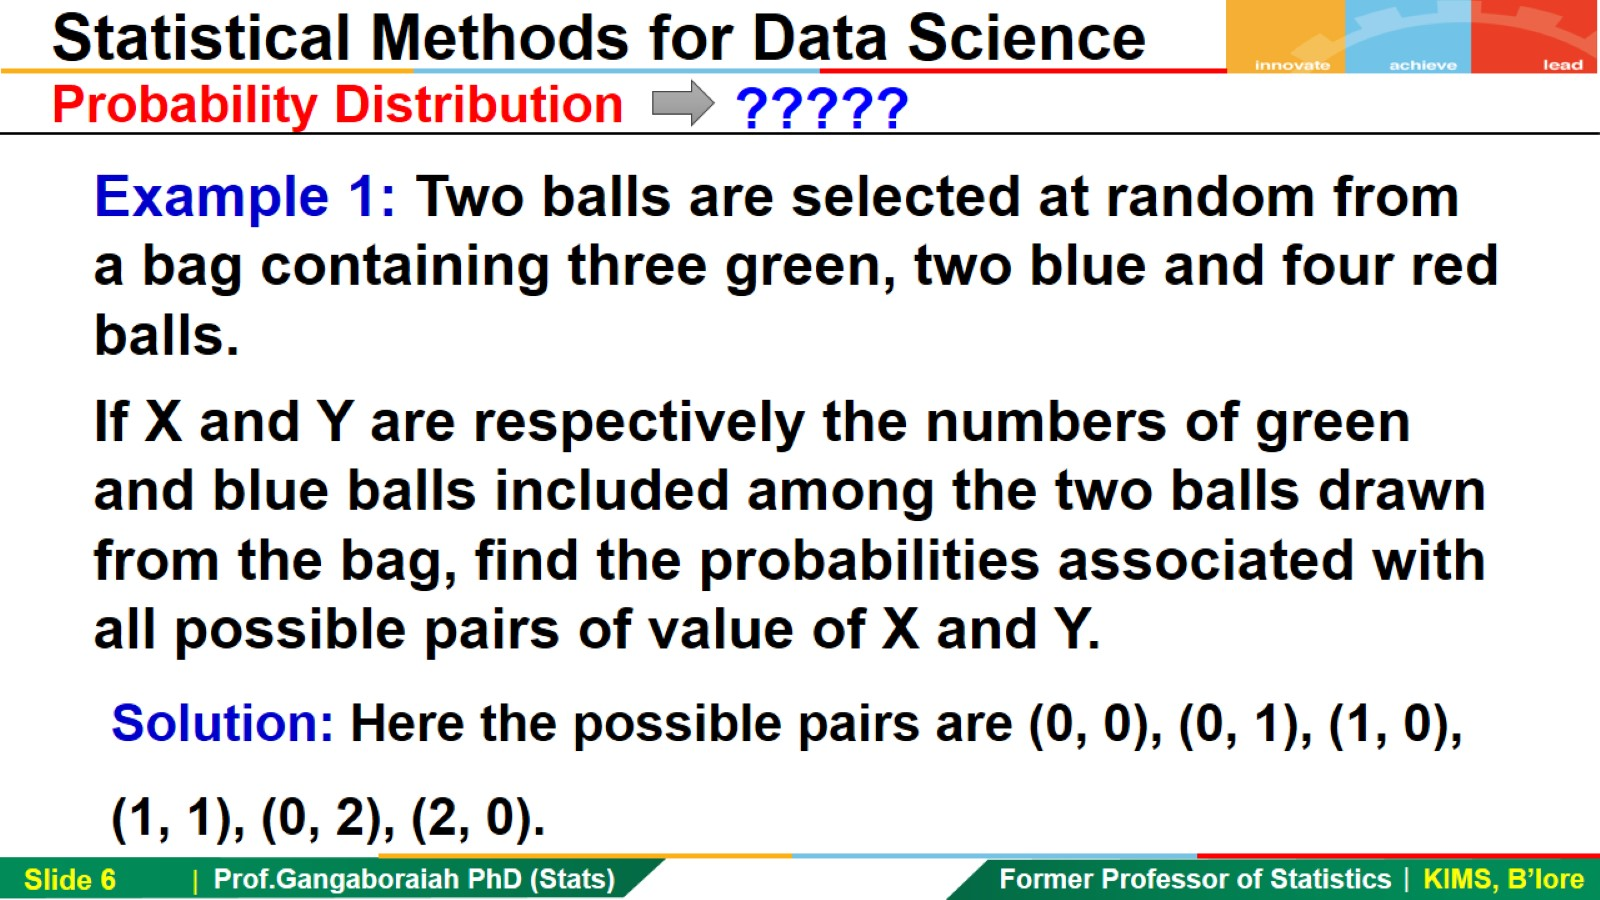 Statistical Methods for Data Science
innovate achieve lead
Probability Distribution ?????
Example 1: Two balls are selected at random from
a bag containing three green, two blue and four red
balls.
If X and Y are respectively the numbers of green
and blue balls included among the two balls drawn
from the bag, find the probabilities associated with
all possible pairs of value of X and Y.
Solution: Here the possible pairs are (0, 0), (0, 1), (1, 0),
(1, 1), (0, 2), (2, 0).
Slide 6 | Prof.Gangaboraiah PhD (Stats) Former Professor of Statistics | KIMS, B’lore